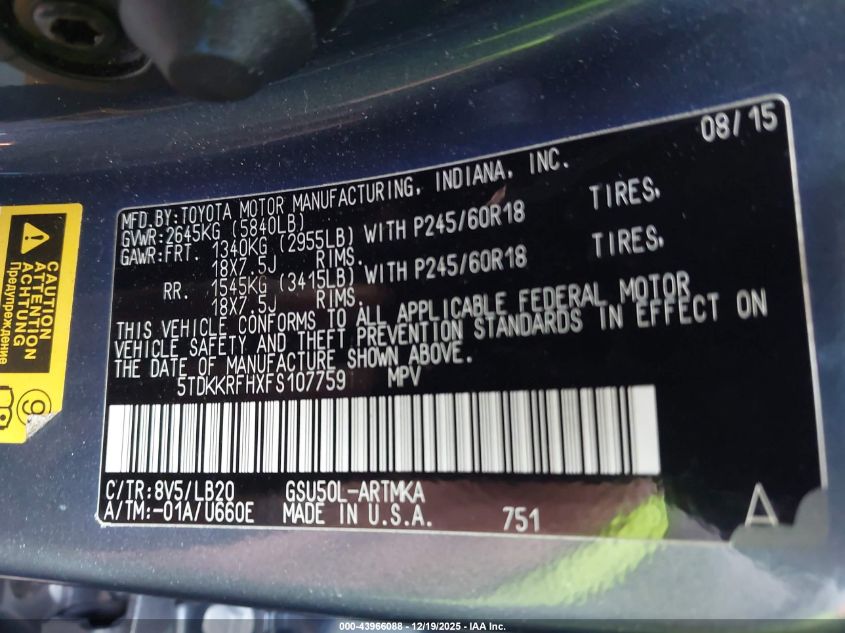 08/15
MFD.BY:TOYOTA MOTOR MANUFACTURING, INDIANA, INC.
GVWR:2645KG (5840LB)
GAWR:FRT. 1340KG (2955LB) WITH P245/60R18 TIRES,
18X7.5J RIMS.
RR. 1545KG (3415LB) WITH P245/60R18 TIRES,
18X7.5J RIMS.
THIS VEHICLE CONFORMS TO ALL APPLICABLE FEDERAL MOTOR
VEHICLE SAFETY AND THEFT PREVENTION STANDARDS IN EFFECT ON
THE DATE OF MANUFACTURE SHOWN ABOVE.
5TDKKRFHXFS107759 MPV
C/TR:8V5/LB20 GSU50L-ARTMKA
A/TM:-01A/U660E MADE IN U.S.A. 751
A
CAUTION
ATTENTION
ACHTUNG
Предупреждение
000-43966088 - 12/19/2025 - IAA Inc.